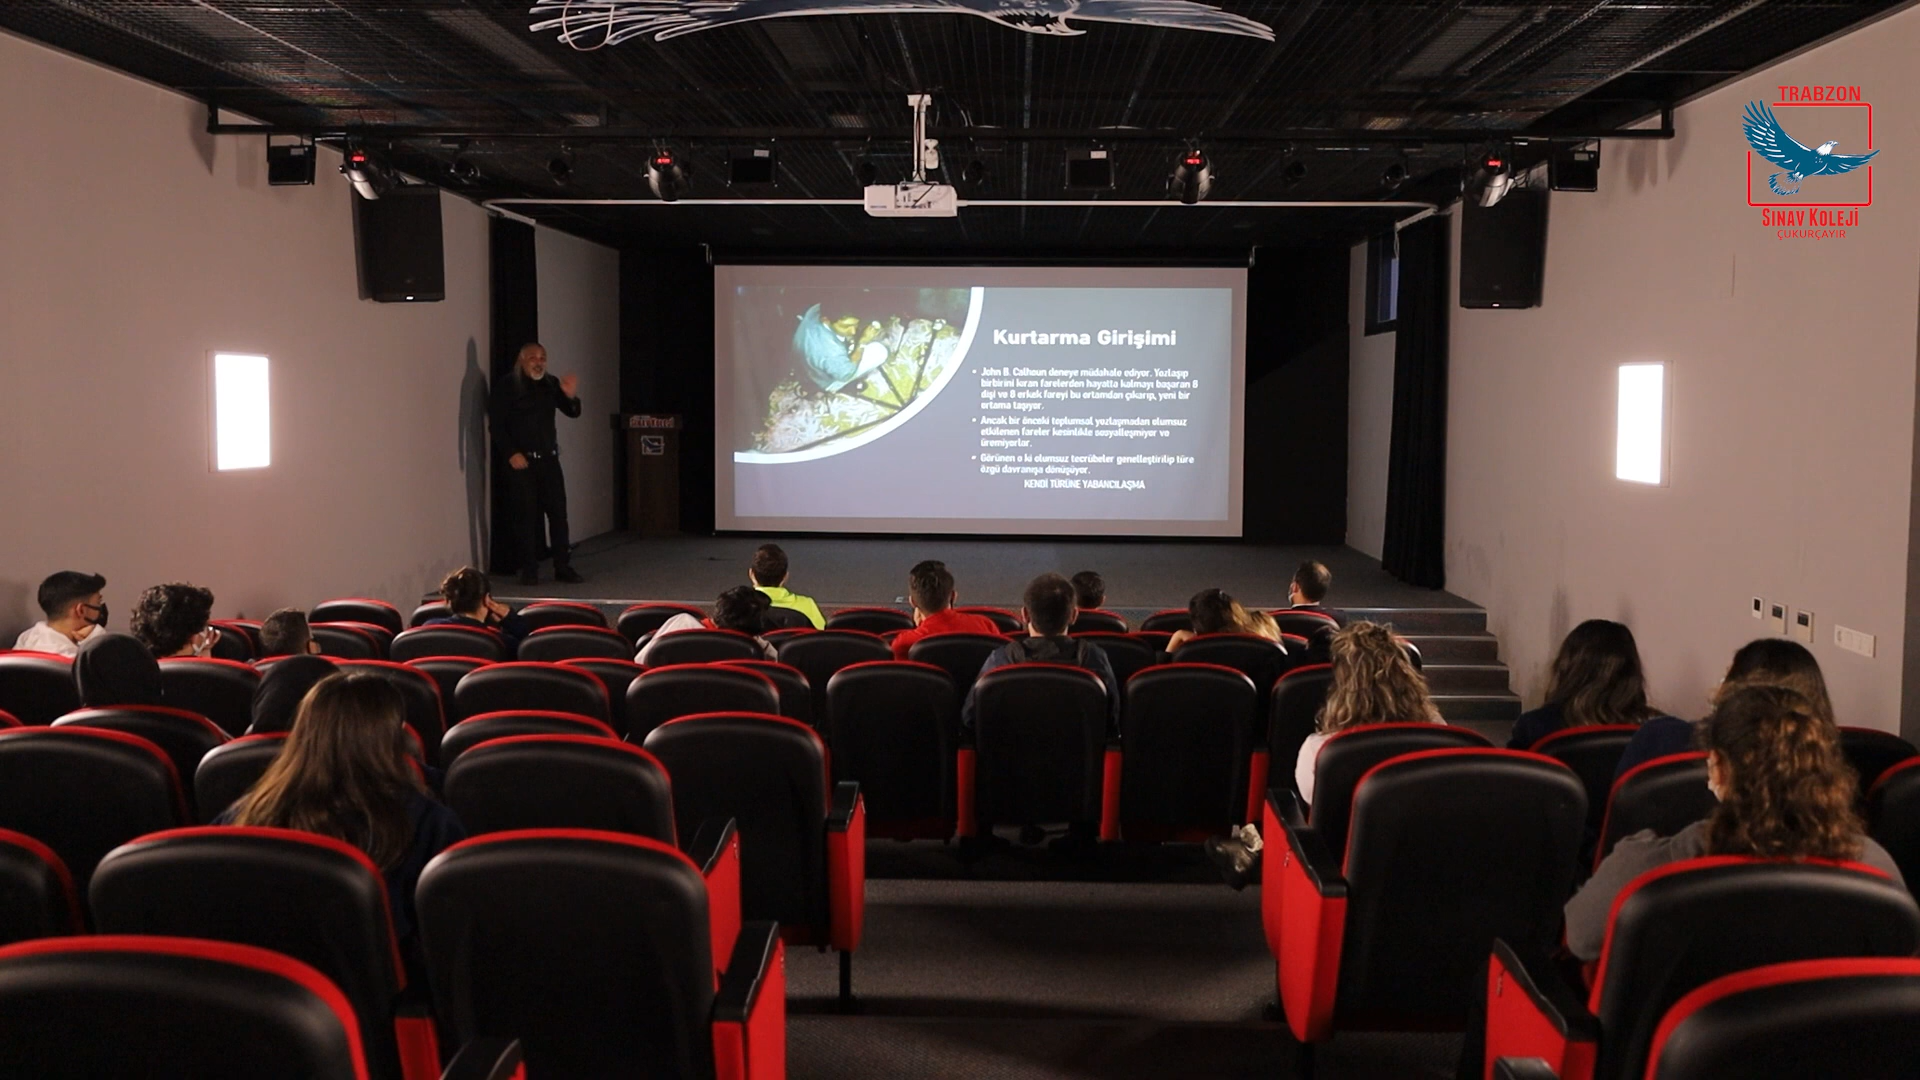 TRABZON
SINAV KOLEJİ
ÇUKURÇAYIR
Kurtarma Girişimi
• John B. Calhoun deneye müdahale ediyor. Yozlaşıp
birbirini kıran farelerden hayatta kalmayı başaran 8
dişi ve 8 erkek fareyi bu ortamdan çıkarıp, yeni bir
ortama taşıyor.
• Ancak bir önceki toplumsal yozlaşmadan olumsuz
etkilenen fareler kesinlikle sosyalleşmiyor ve
üremiyorlar.
• Görünen o ki olumsuz tecrübeler genelleştirilip türe
özgü davranışa dönüşüyor.
KENDİ TÜRÜNE YABANCILAŞMA
SINAV KOLEJİ